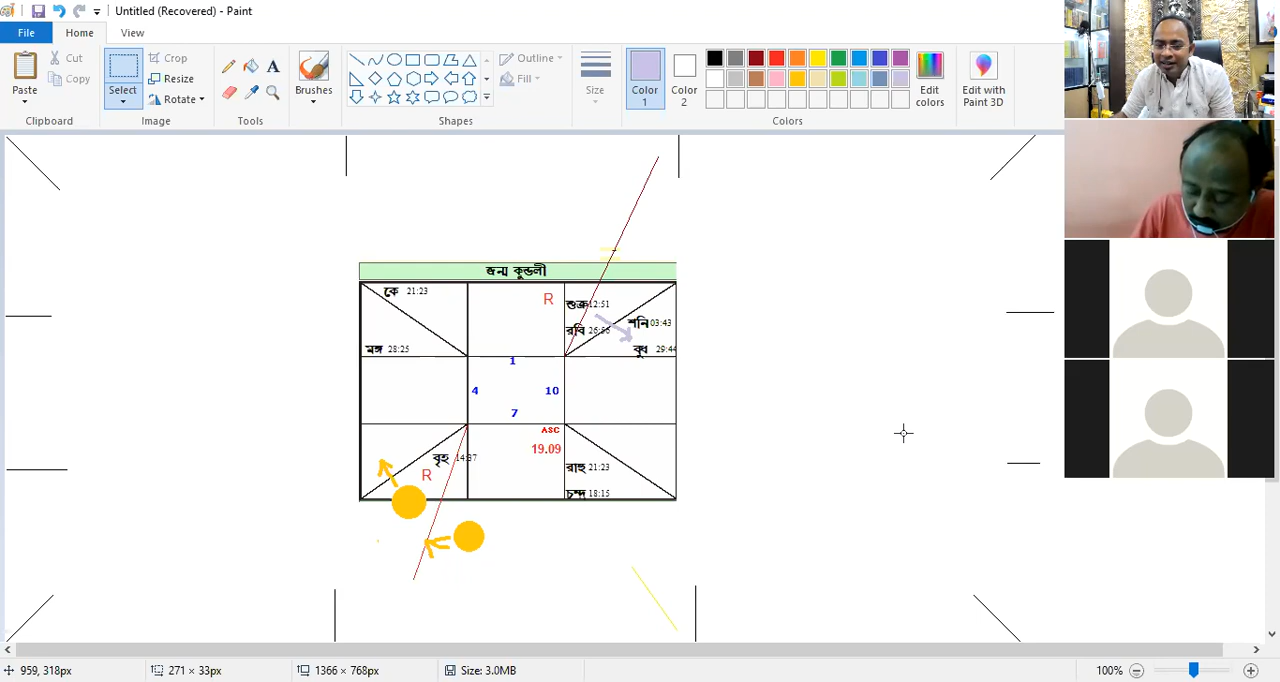 Untitled (Recovered) - Paint
File
Home
View
Paste
Cut
Copy
Clipboard
Select
Crop
Resize
Rotate
Image
Tools
Brushes
Shapes
Outline
Fill
Size
Color 1
Color 2
Colors
Edit colors
Edit with Paint 3D
জন্ম কুন্ডলী
কে 21:23
R
শুক্র 12:51
শনি 03:43
রবি
মঙ্গ 28:25
বুধ 29:44
1
4
10
7
ASC
19.09
বৃহ
R
রাহু 21:23
চন্দ্র 18:15
959, 318px
271 × 33px
1366 × 768px
Size: 3.0MB
100%